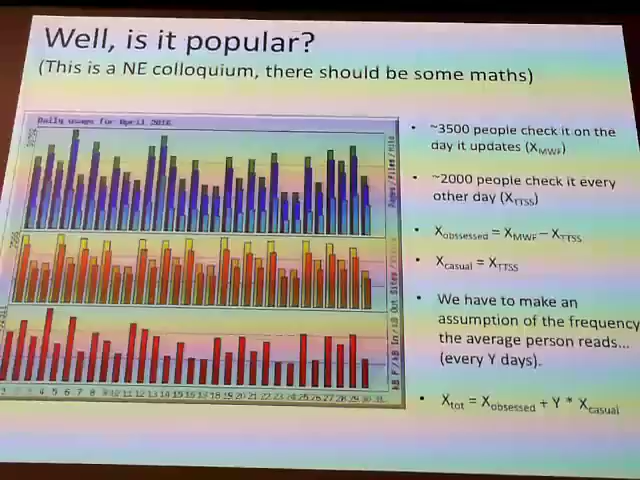 Well, is it popular?
(This is a NE colloquium, there should be some maths)
Daily usage for April 2016
• ~3500 people check it on the
day it updates (XMWF)
• ~2000 people check it every
other day (XTTSS)
• Xobsessed = XMWF – XTTSS
• Xcasual = XTTSS
• We have to make an
assumption of the frequency
the average person reads...
(every Y days).
• Xtot = Xobsessed + Y * Xcasual